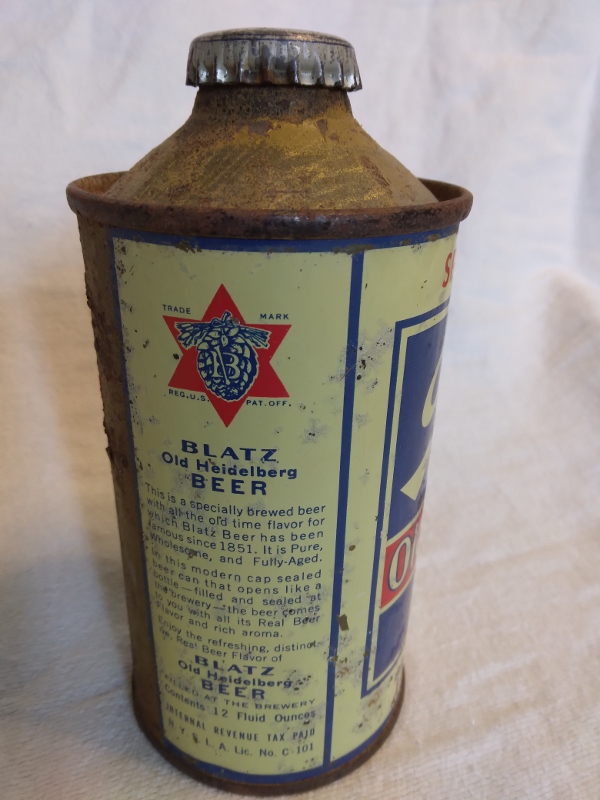 TRADE MARK
B
REG. U.S. PAT. OFF.
BLATZ
Old Heidelberg
BEER
This is a specially brewed beer
with all the old time flavor for
which Blatz Beer has been
famous since 1851. It is Pure,
Wholesome, and Fully-Aged.
In this modern cap sealed
beer can that opens like a
bottle—filled and sealed at
the brewery—the beer comes
to you with all its Real Beer
flavor and rich aroma.
Enjoy the refreshing, distinct
Real Beer Flavor of
BLATZ
Old Heidelberg
BEER
FILLED AT THE BREWERY
Contents 12 Fluid Ounces
INTERNAL REVENUE TAX PAID
N.Y.S.L.A. Lic. No. C-101
S
O